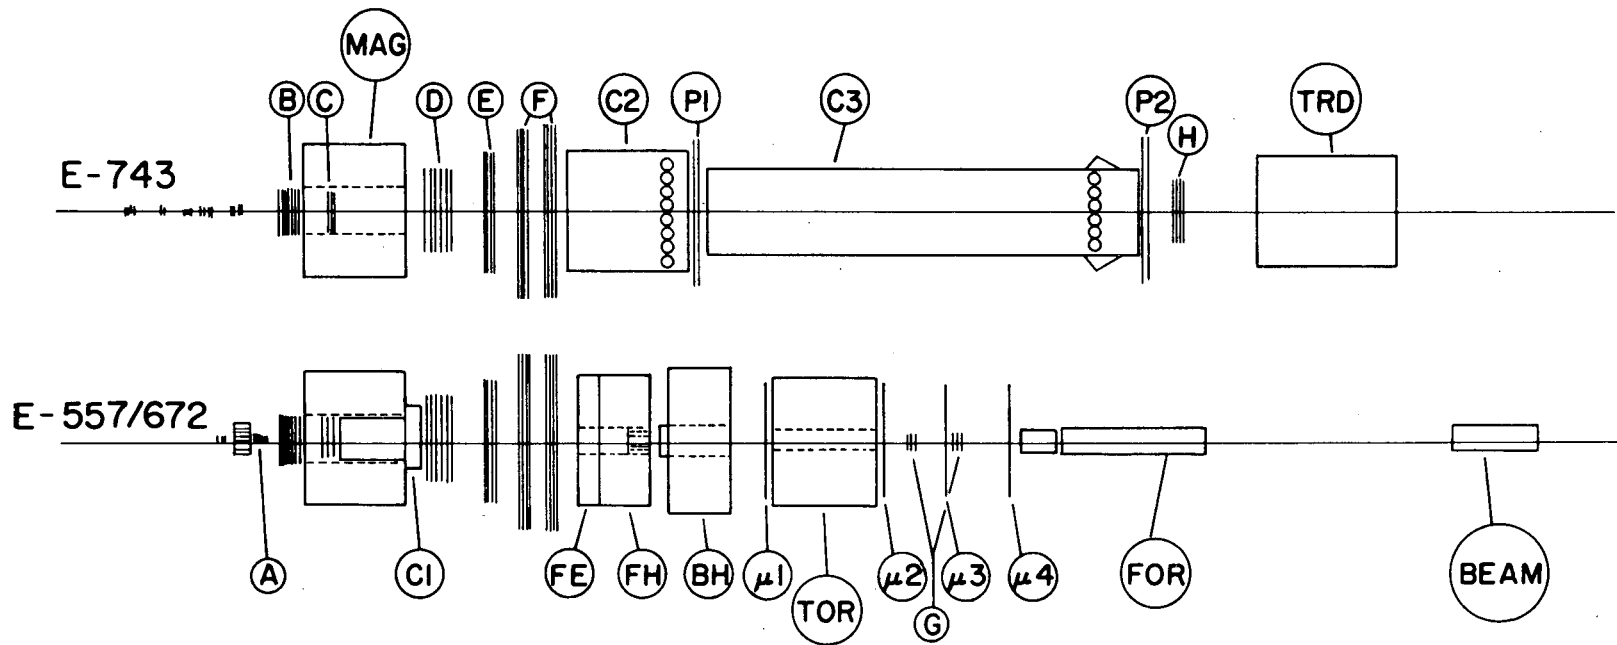 MAG
B C D E F C2 P1 C3 P2 H TRD
E-743
E-557/672
A C1 FE FH BH μ1 TOR μ2 G μ3 μ4 FOR BEAM